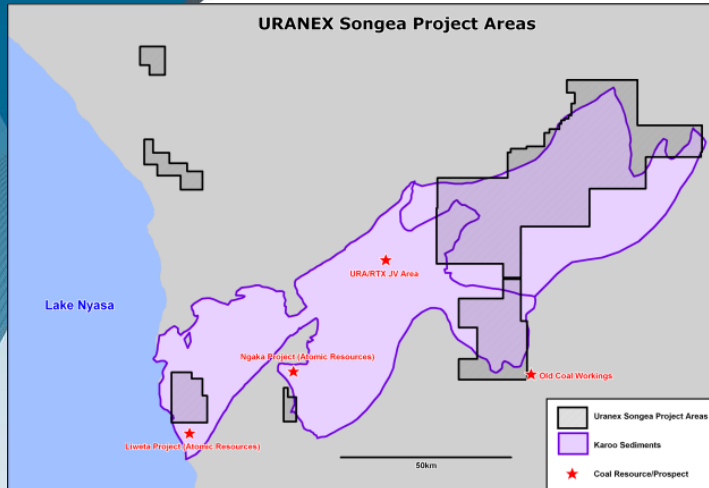 URANEX Songea Project Areas
URA/RTX JV Area
Lake Nyasa
Ngaka Project (Atomic Resources)
Old Coal Workings
Liweta Project (Atomic Resources)
50km
Uranex Songea Project Areas
Karoo Sediments
Coal Resource/Prospect